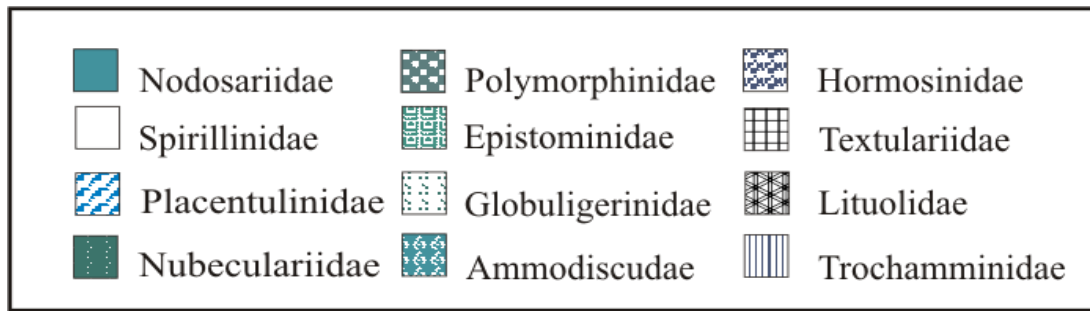 Nodosariidae Polymorphinidae Hormosinidae
Spirillinidae Epistominidae Textulariidae
Placentulinidae Globuligerinidae Lituolidae
Nubeculariidae Ammodiscudae Trochamminidae